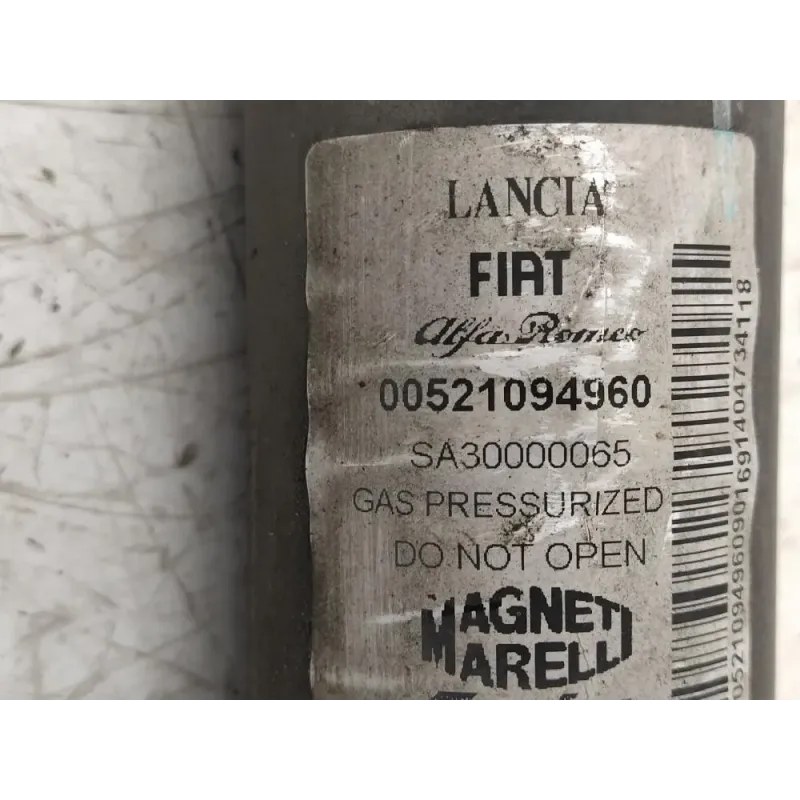 LANCIA
FIAT
Alfa Romeo
00521094960
SA30000065
GAS PRESSURIZED
DO NOT OPEN
MAGNETI
MARELLI
00521094960901691404734118